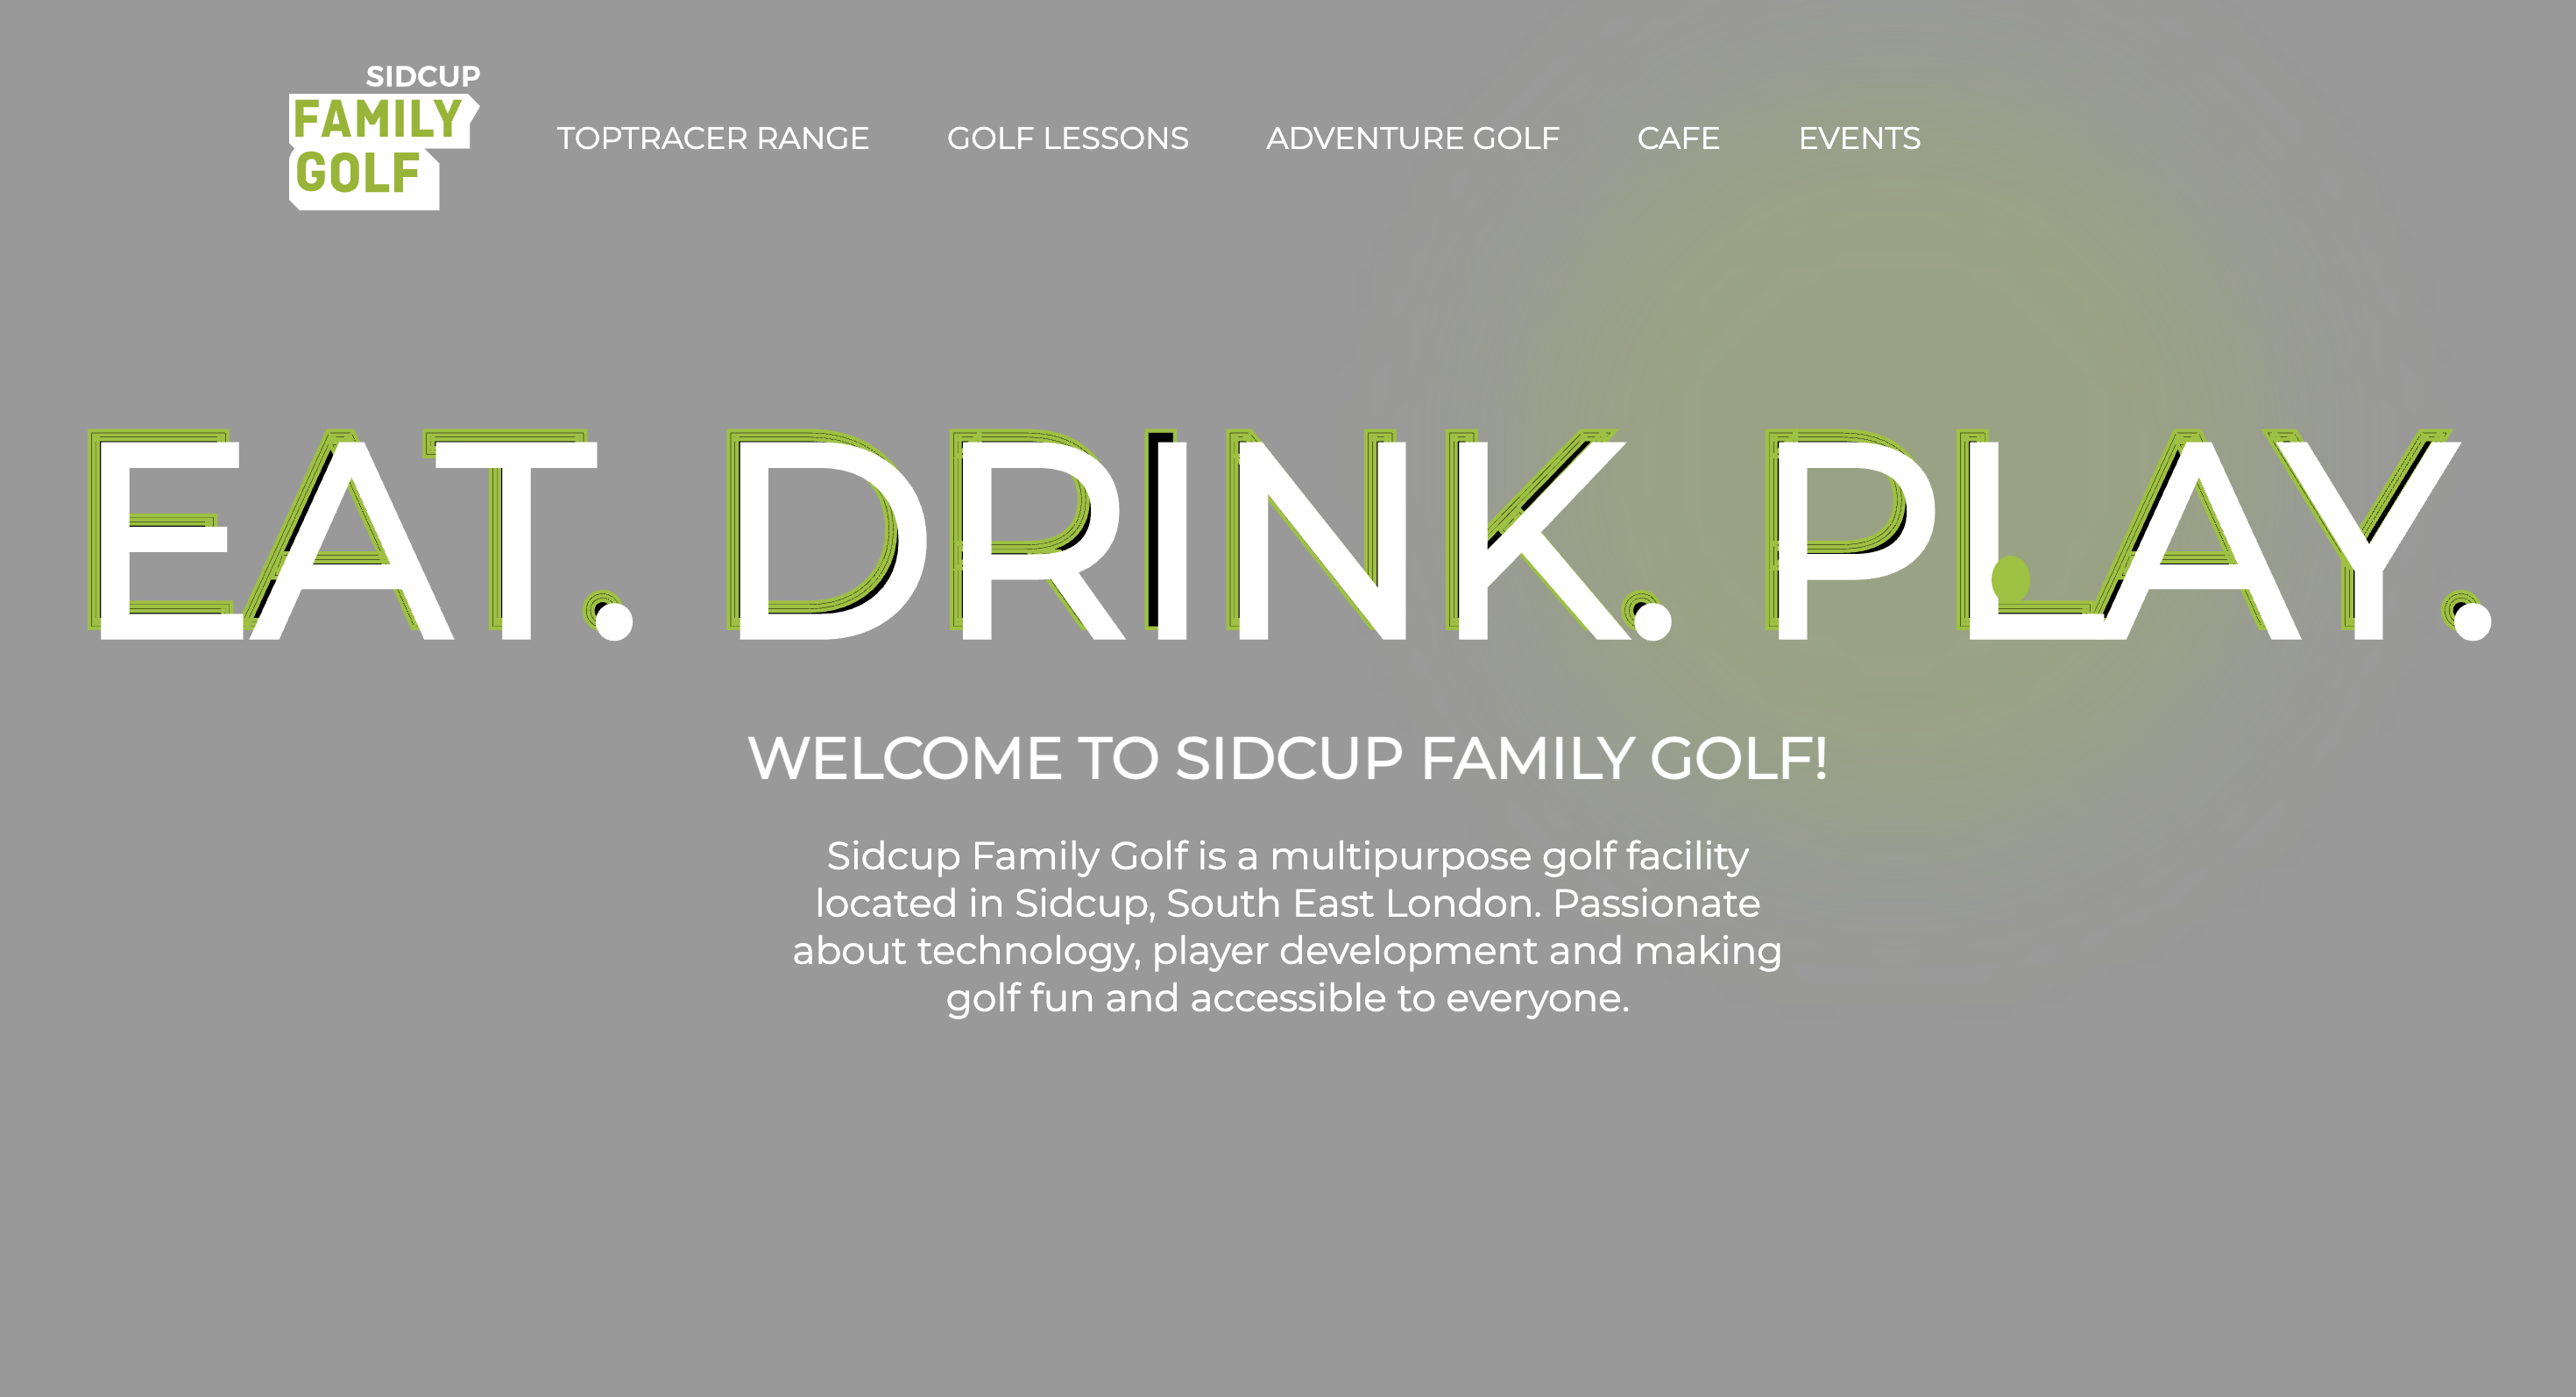 SIDCUP
FAMILY
GOLF
TOPTRACER RANGE GOLF LESSONS ADVENTURE GOLF CAFE EVENTS
EAT. DRINK. PLAY.
WELCOME TO SIDCUP FAMILY GOLF!
Sidcup Family Golf is a multipurpose golf facility
located in Sidcup, South East London. Passionate
about technology, player development and making
golf fun and accessible to everyone.